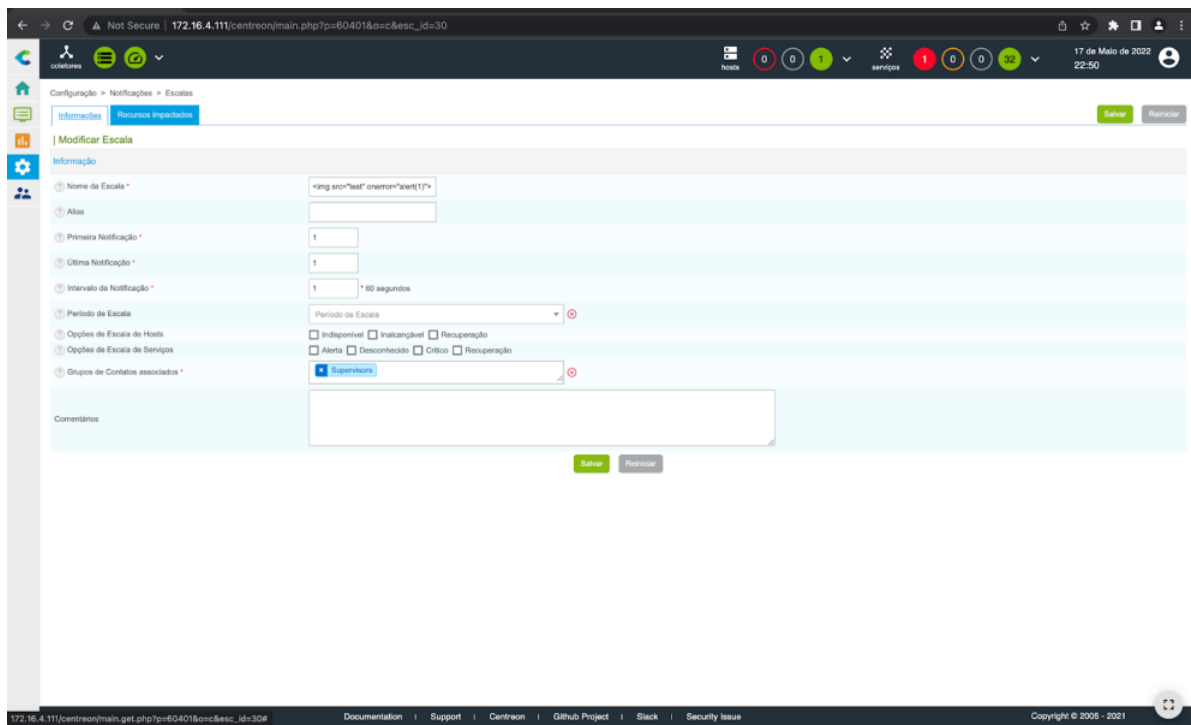 Not Secure | 172.16.4.111/centreon/main.php?p=60401&o=c&esc_id=30
coletores
hosts 0 0 1 serviços 1 0 0 32
17 de Maio de 2022
22:50
Configuração > Notificações > Escalas
Informações Recursos impactados Salvar Reiniciar
| Modificar Escala
Informação
? Nome da Escala * <img src="test" onerror="alert(1)">
? Alias
? Primeira Notificação * 1
? Última Notificação * 1
? Intervalo de Notificação * 1 * 60 segundos
? Período de Escala Período de Escala
? Opções de Escala de Hosts Indisponível Inalcançável Recuperação
? Opções de Escala de Serviços Alerta Desconhecido Crítico Recuperação
? Grupos de Contatos associados * Supervisors
Comentários
Salvar Reiniciar
172.16.4.111/centreon/main.get.php?p=60401&o=c&esc_id=30#
Documentation | Support | Centreon | Github Project | Slack | Security Issue
Copyright © 2005 - 2021